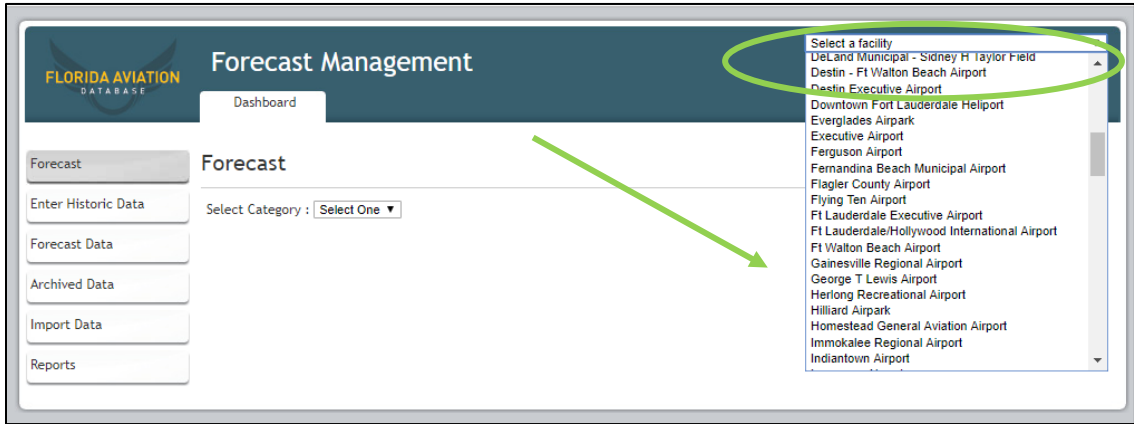 FLORIDA AVIATION
DATABASE
Forecast Management
Dashboard
Select a facility
DeLand Municipal - Sidney H Taylor Field
Destin - Ft Walton Beach Airport
Destin Executive Airport
Downtown Fort Lauderdale Heliport
Everglades Airpark
Executive Airport
Ferguson Airport
Fernandina Beach Municipal Airport
Flagler County Airport
Flying Ten Airport
Ft Lauderdale Executive Airport
Ft Lauderdale/Hollywood International Airport
Ft Walton Beach Airport
Gainesville Regional Airport
George T Lewis Airport
Herlong Recreational Airport
Hilliard Airpark
Homestead General Aviation Airport
Immokalee Regional Airport
Indiantown Airport
Forecast
Enter Historic Data
Forecast Data
Archived Data
Import Data
Reports
Forecast
Select Category : Select One ▼